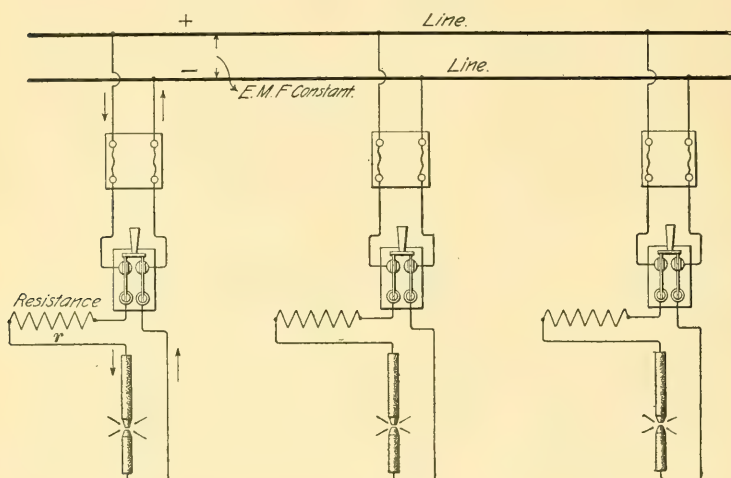 +
Line.
−
Line.
E.M.F Constant.
Resistance
r